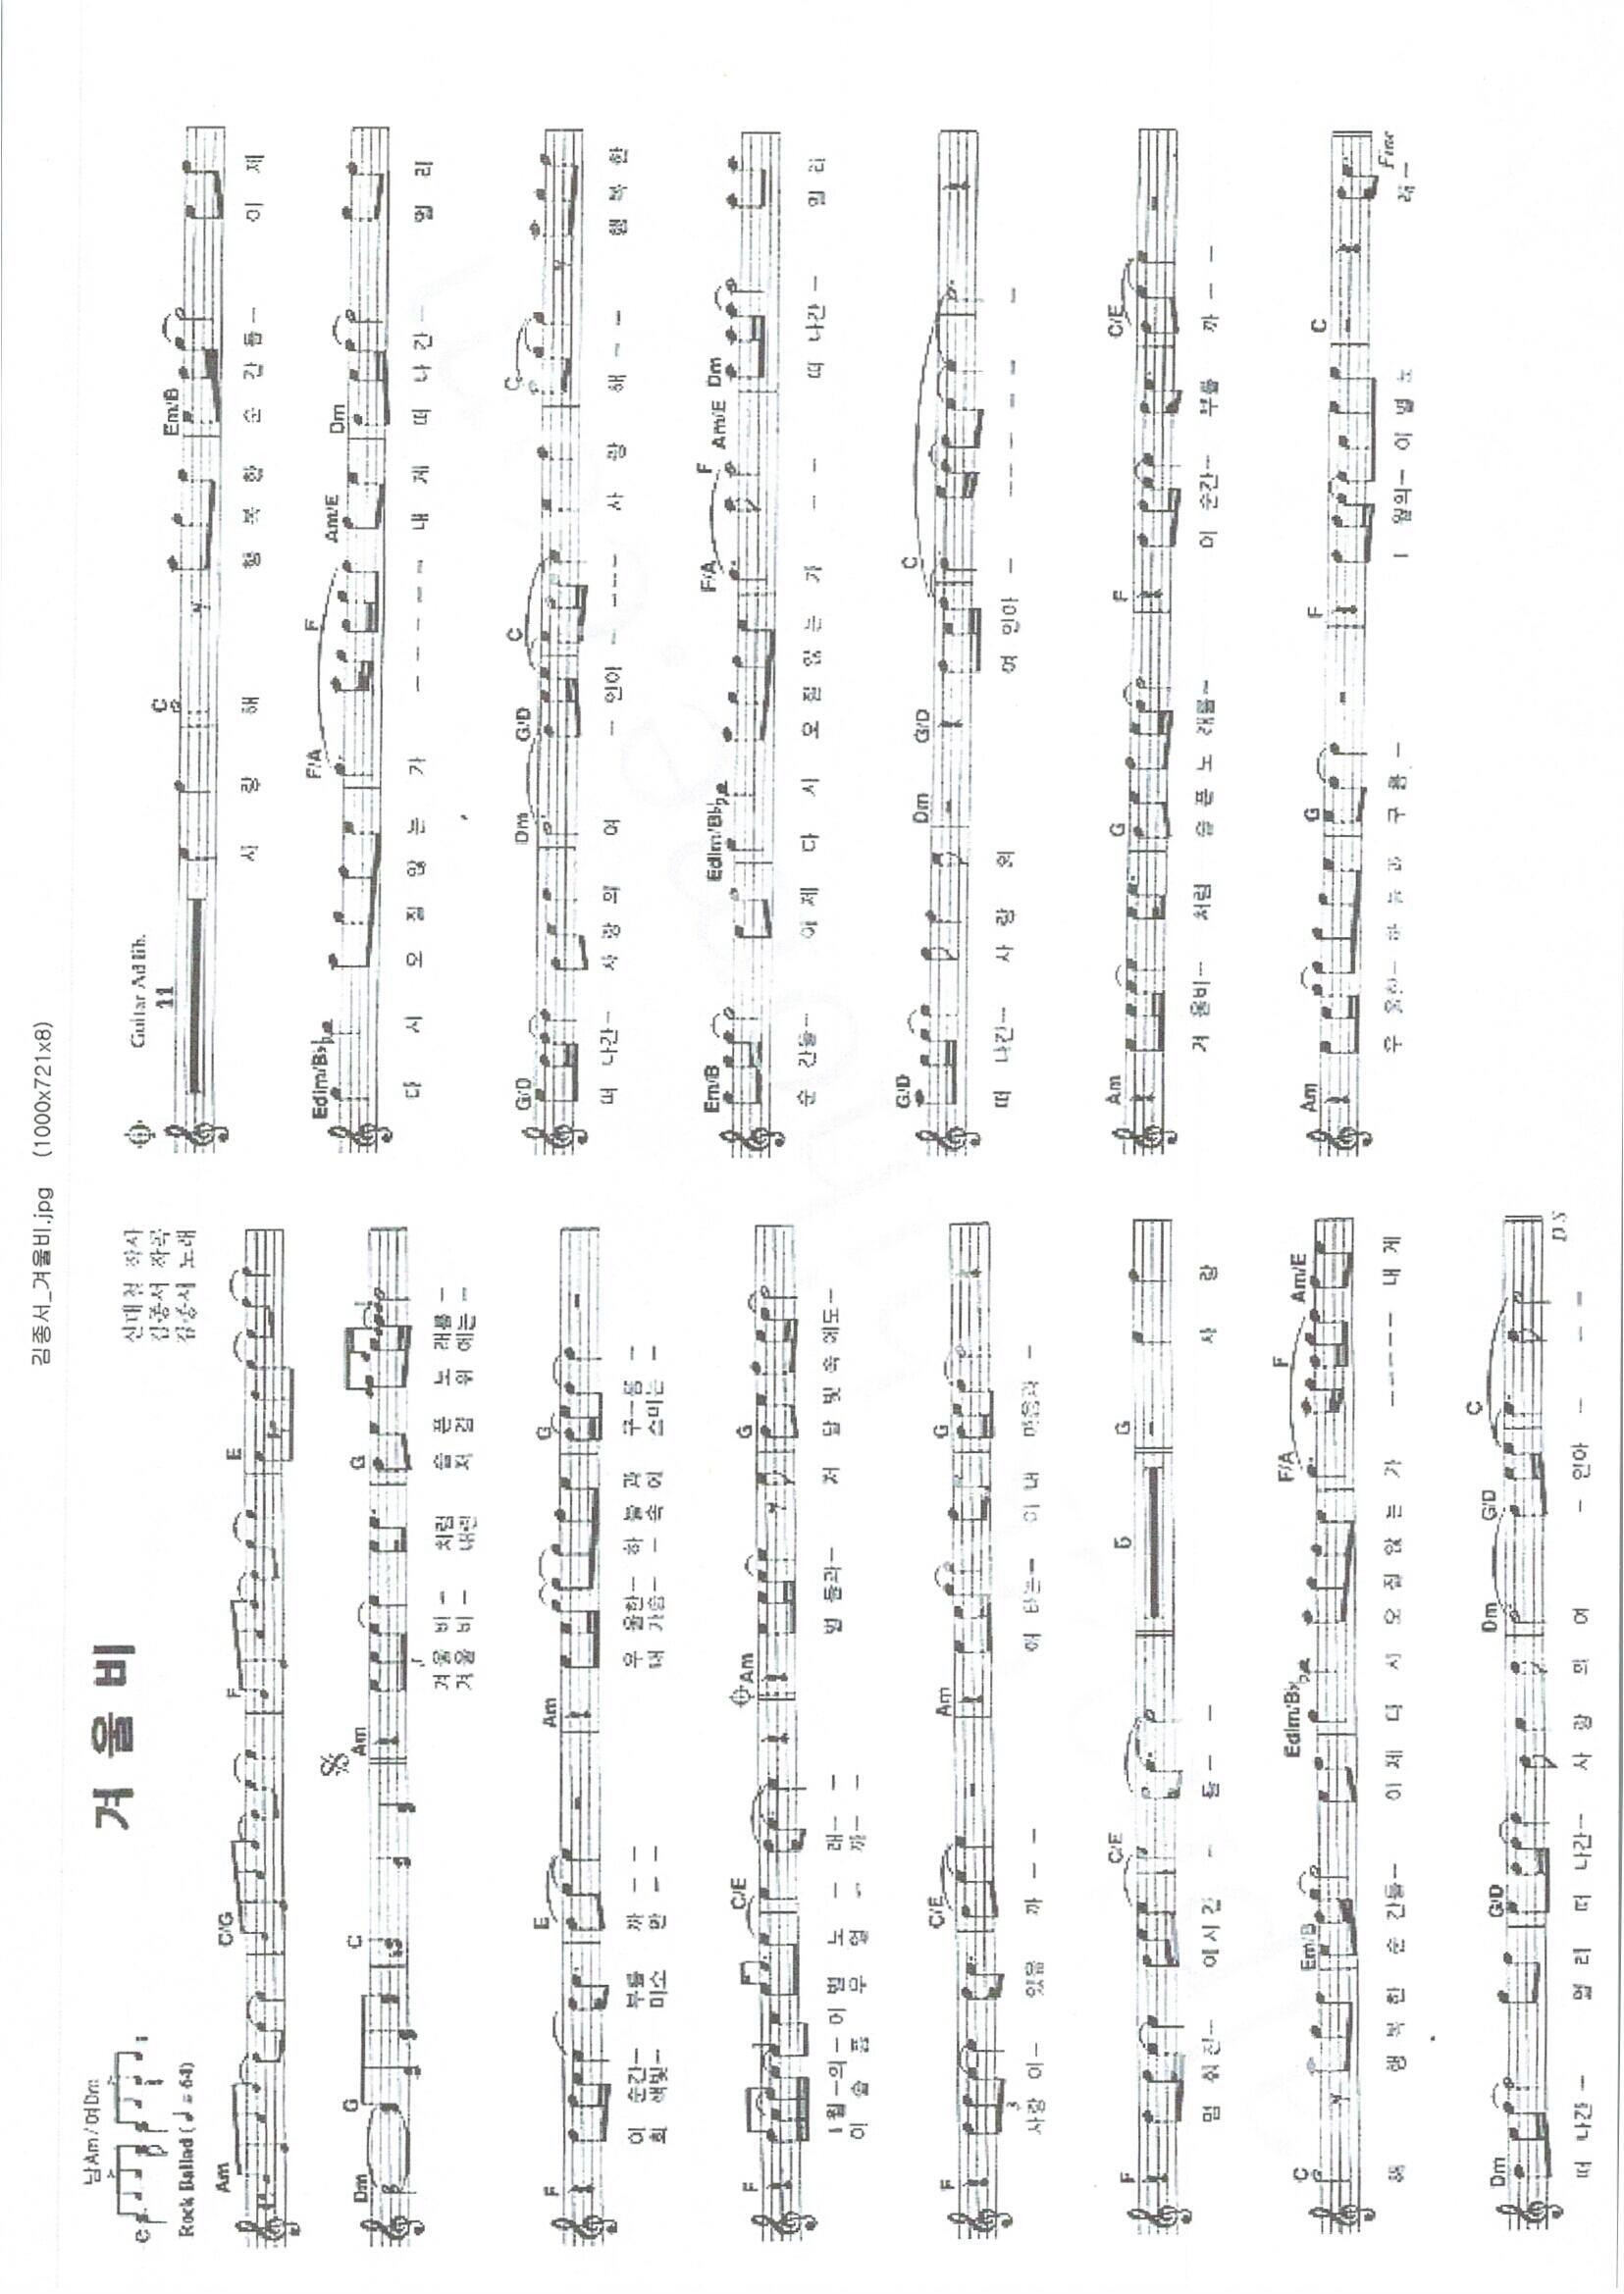 김종서_겨울비.jpg (1000x721x8)
남Am/여Dm
겨울비
신대철 작사
김종서 작곡
김종서 노래
Rock Ballad (♩=64)
Am C/G F E
Dm G C Am G
3
겨울 비- 처럼 슬픈 노 래를-
겨울 비- 내린 저 길 위 에는-
F E Am G
이 순간- 부를 까-- 우 울한- 하늘과 구-름-
회 색빛- 미소 만-- 내 가슴-- 속에 스미는-
F C/E Am G
1월-의-이별 노-래-- 별 들과- 저 달빛속에도-
이 슬픔 무 얼-까--
F C/E Am G
3
사랑 이- 있을 까-- 애 타는- 이내 마음과-
F C/E 5 G
멈 춰진- 이시간-들-- 사 랑
C Em/B Edim/B♭ F/A F Am/E
해 행복한 순 간들- 이제 다 시 오질않는 가----- 내게
Dm G/D Dm G/D C
떠 나간- 멀리 떠 나간- 사랑의 여 -인아- --
D.S
Guitar Ad lib.
11 C Em/B
사 랑 해 행복한 순 간들- 이제
Edim/B♭ F/A F Am/E Dm
다 시 오질않는 가 ----- 내게 떠나간- 멀리
G/D Dm G/D C C
떠 나간- 사랑의 여 -인아- --- 사 랑 해-- 행복한
Em/B Edim/B♭ F/A F Am/E Dm
순 간들- 이제 다 시 오질않는 가 -- 떠 나간- 멀리
G/D Dm G/D C
떠 나간- 사랑 의 여 인아- ----- -
Am G F C/E
겨 울비- 처럼 슬픈노 래를- 이 순간- 부를 까--
Am G F C
우 울한- 하늘과 구름- 1 월의- 이별노 래-
Fine